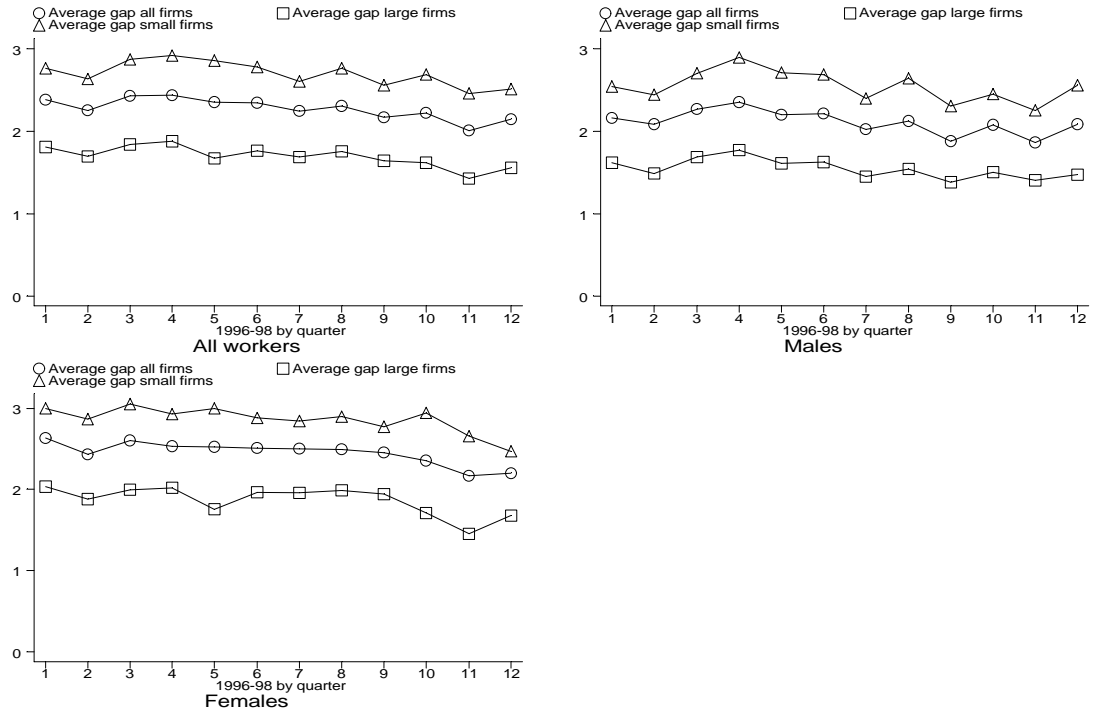 Average gap all firms Average gap large firms
Average gap small firms
3
2
1
0
1 2 3 4 5 6 7 8 9 10 11 12
1996-98 by quarter
All workers
Average gap all firms Average gap large firms
Average gap small firms
3
2
1
0
1 2 3 4 5 6 7 8 9 10 11 12
1996-98 by quarter
Males
Average gap all firms Average gap large firms
Average gap small firms
3
2
1
0
1 2 3 4 5 6 7 8 9 10 11 12
1996-98 by quarter
Females